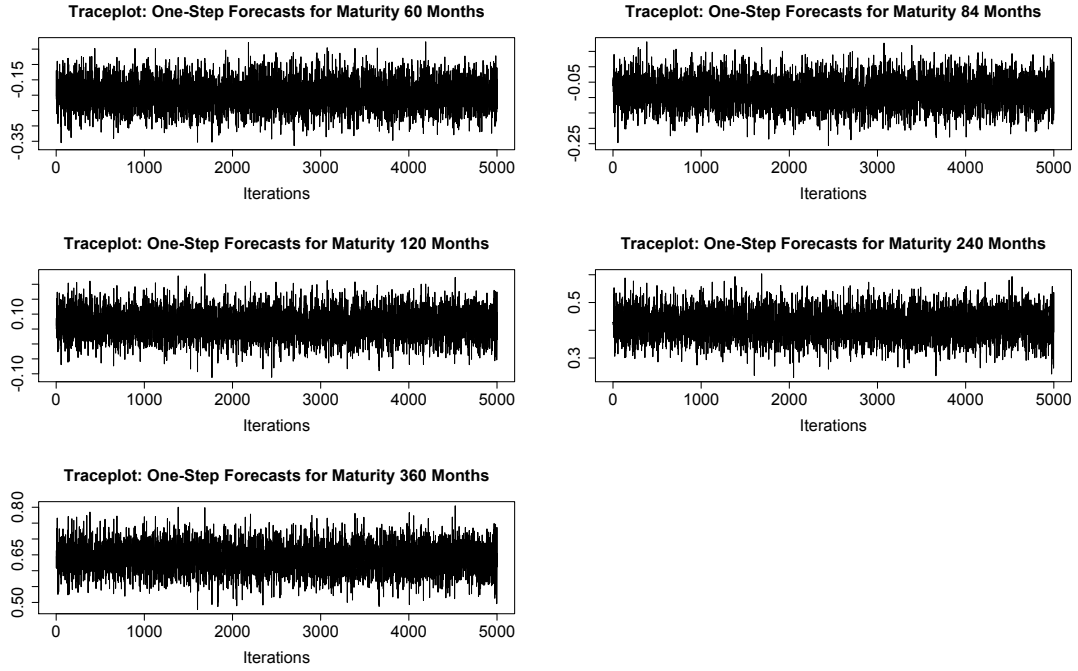 Traceplot: One-Step Forecasts for Maturity 60 Months
-0.15
-0.35
0 1000 2000 3000 4000 5000
Iterations
Traceplot: One-Step Forecasts for Maturity 84 Months
-0.05
-0.25
0 1000 2000 3000 4000 5000
Iterations
Traceplot: One-Step Forecasts for Maturity 120 Months
0.10
-0.10
0 1000 2000 3000 4000 5000
Iterations
Traceplot: One-Step Forecasts for Maturity 240 Months
0.5
0.3
0 1000 2000 3000 4000 5000
Iterations
Traceplot: One-Step Forecasts for Maturity 360 Months
0.80
0.65
0.50
0 1000 2000 3000 4000 5000
Iterations